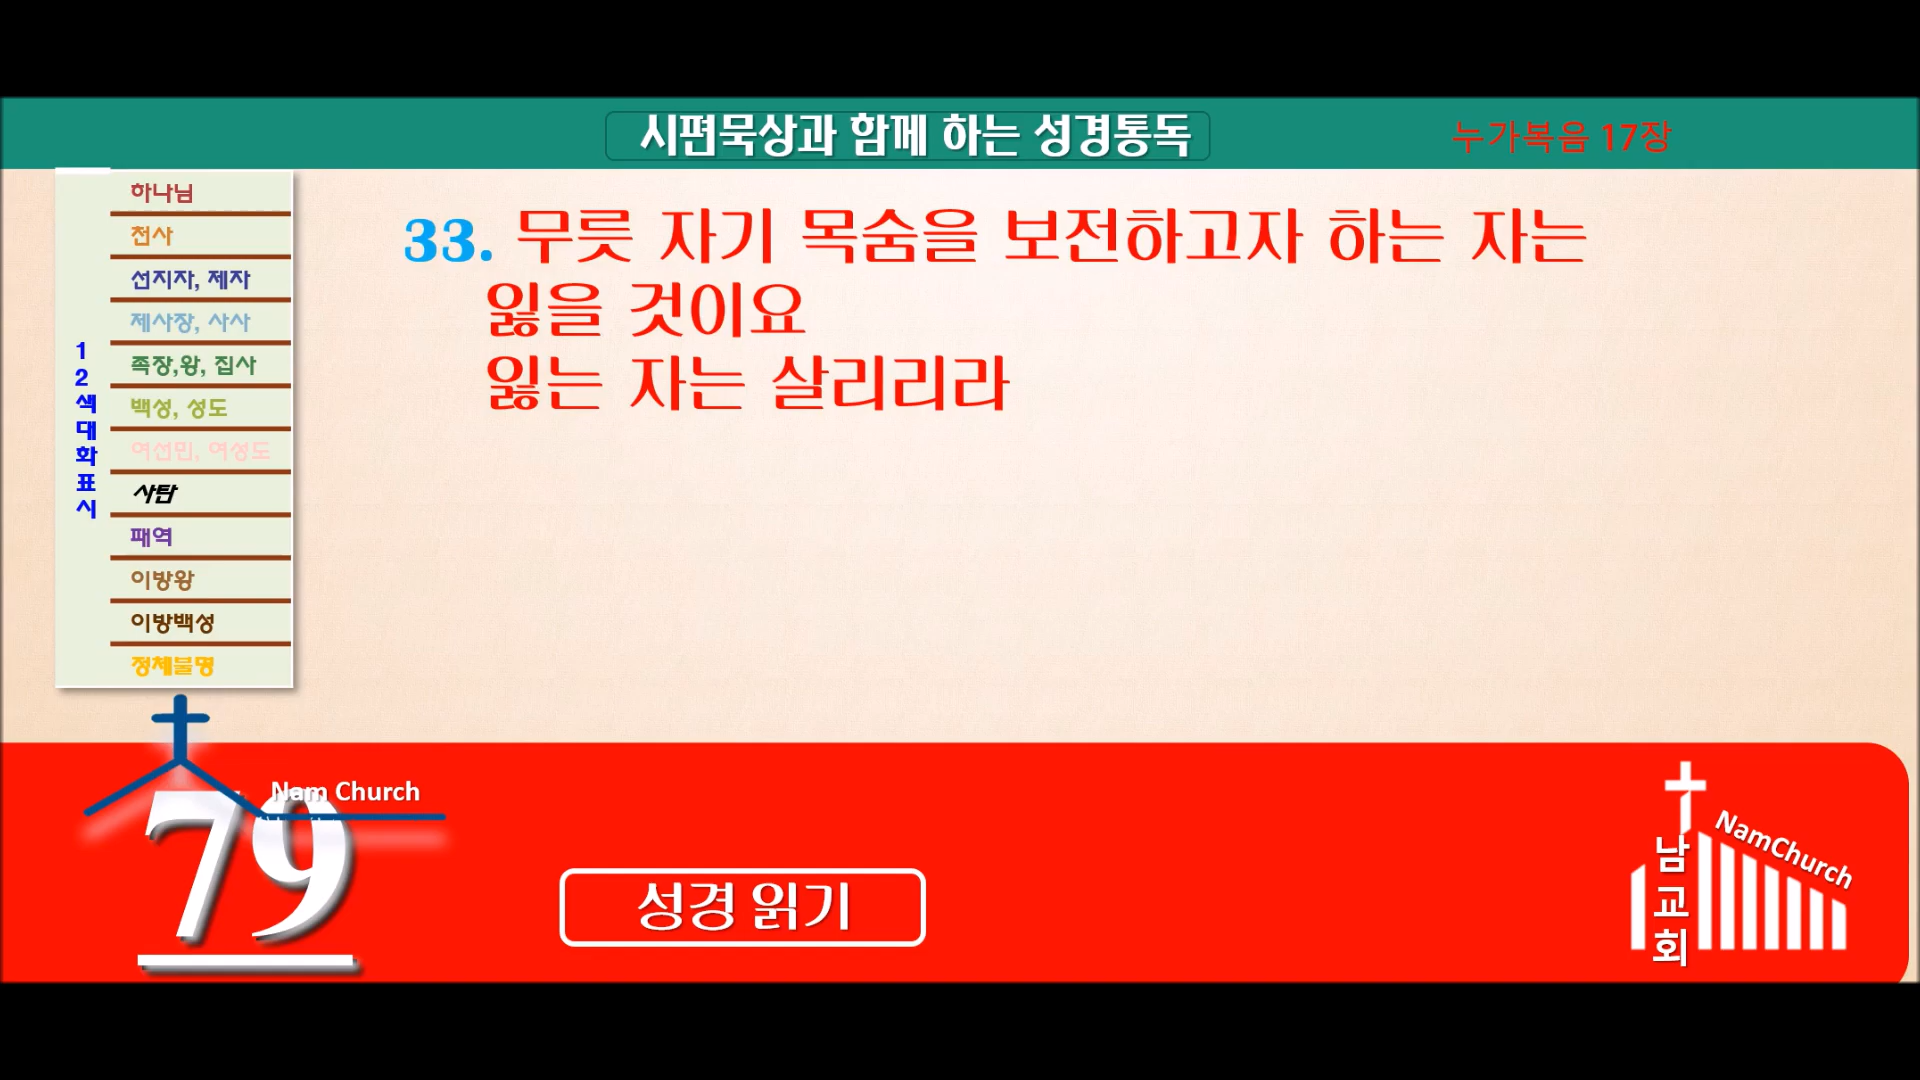 시편묵상과 함께 하는 성경통독
누가복음 17장
하나님
천사
선지자, 제자
제사장, 사사
족장,왕, 집사
백성, 성도
여선민, 여성도
사탄
패역
이방왕
이방백성
정체불명
12색대화표시
33. 무릇 자기 목숨을 보전하고자 하는 자는
잃을 것이요
잃는 자는 살리리라
Nam Church
79
성경 읽기
NamChurch
남교회